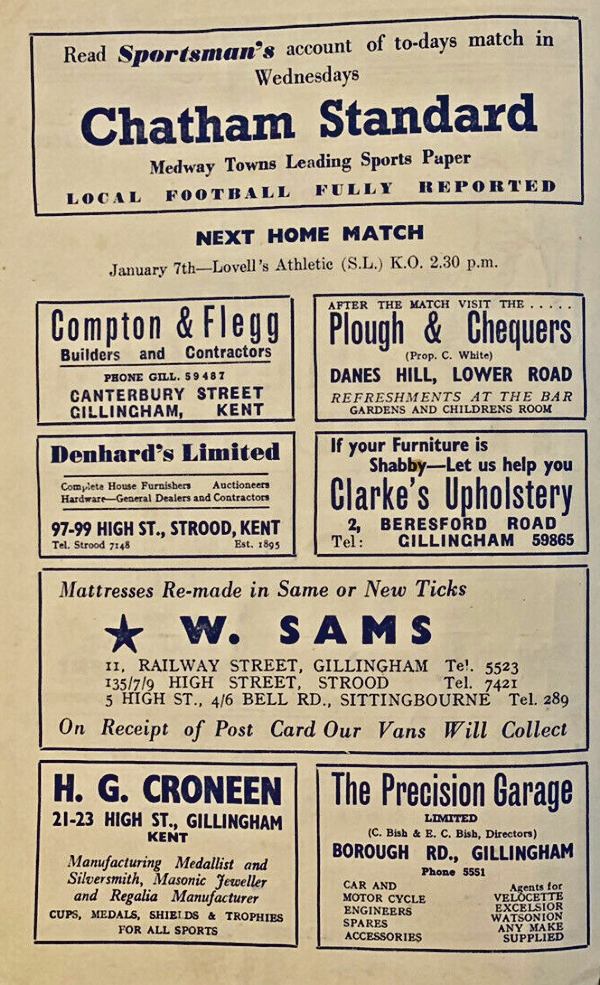 Read Sportsman's account of to-days match in
Wednesdays
Chatham Standard
Medway Towns Leading Sports Paper
LOCAL FOOTBALL FULLY REPORTED
NEXT HOME MATCH
January 7th—Lovell's Athletic (S.L.) K.O. 2.30 p.m.
Compton & Flegg
Builders and Contractors
PHONE GILL. 59487
CANTERBURY STREET
GILLINGHAM, KENT
AFTER THE MATCH VISIT THE . . . . .
Plough & Chequers
(Prop. C. White)
DANES HILL, LOWER ROAD
REFRESHMENTS AT THE BAR
GARDENS AND CHILDRENS ROOM
Denhard's Limited
Complete House Furnishers Auctioneers
Hardware—General Dealers and Contractors
97-99 HIGH ST., STROOD, KENT
Tel. Strood 7148 Est. 1895
If your Furniture is
Shabby—Let us help you
Clarke's Upholstery
2, BERESFORD ROAD
Tel: GILLINGHAM 59865
Mattresses Re-made in Same or New Ticks
★ W. SAMS
11, RAILWAY STREET, GILLINGHAM Tel. 5523
135/7/9 HIGH STREET, STROOD Tel. 7421
5 HIGH ST., 4/6 BELL RD., SITTINGBOURNE Tel. 289
On Receipt of Post Card Our Vans Will Collect
H. G. CRONEEN
21-23 HIGH ST., GILLINGHAM
KENT
Manufacturing Medallist and
Silversmith, Masonic Jeweller
and Regalia Manufacturer
CUPS, MEDALS, SHIELDS & TROPHIES
FOR ALL SPORTS
The Precision Garage
LIMITED
(C. Bish & E. C. Bish, Directors)
BOROUGH RD., GILLINGHAM
Phone 5551
CAR AND
MOTOR CYCLE
ENGINEERS
SPARES
ACCESSORIES
Agents for
VELOCETTE
EXCELSIOR
WATSONION
ANY MAKE
SUPPLIED